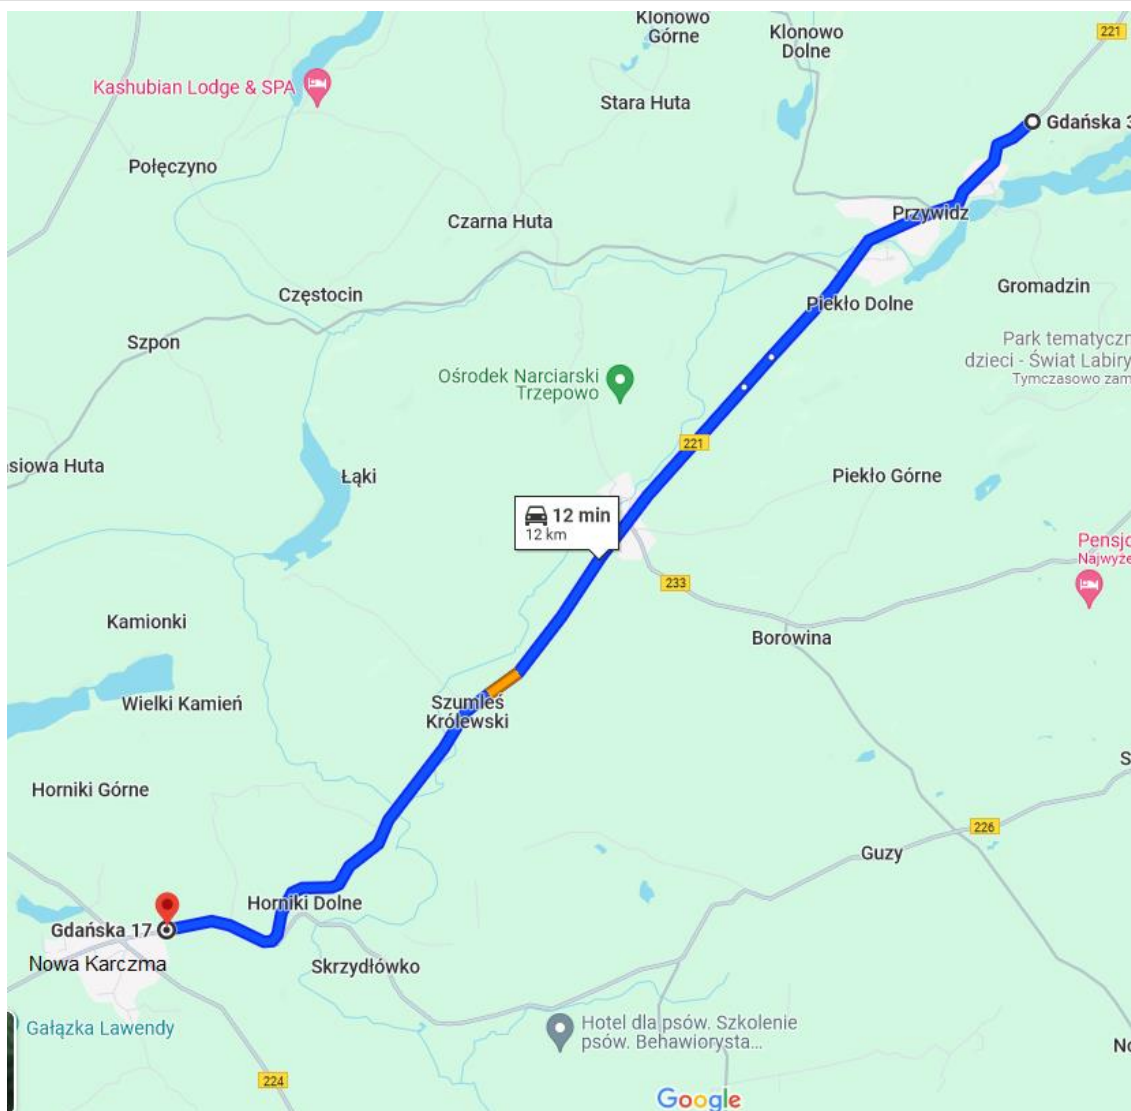 Klonowo
Górne
Klonowo
Dolne
221
Kashubian Lodge & SPA
Stara Huta
Gdańska 3
Połęczyno
Czarna Huta
Przywidz
Częstocin
Gromadzin
Piekło Dolne
Szpon
Park tematyczn
dzieci - Świat Labiry
Tymczasowo zam
Ośrodek Narciarski
Trzepowo
221
siowa Huta
Łąki
Piekło Górne
12 min
12 km
Pensjo
Najwyże
233
Kamionki
Borowina
Wielki Kamień
Szumleś
Królewski
S
Horniki Górne
226
Guzy
Horniki Dolne
Gdańska 17
Nowa Karczma
Skrzydłówko
Gałązka Lawendy
Hotel dla psów. Szkolenie
psów. Behawiorysta...
No
224
Google